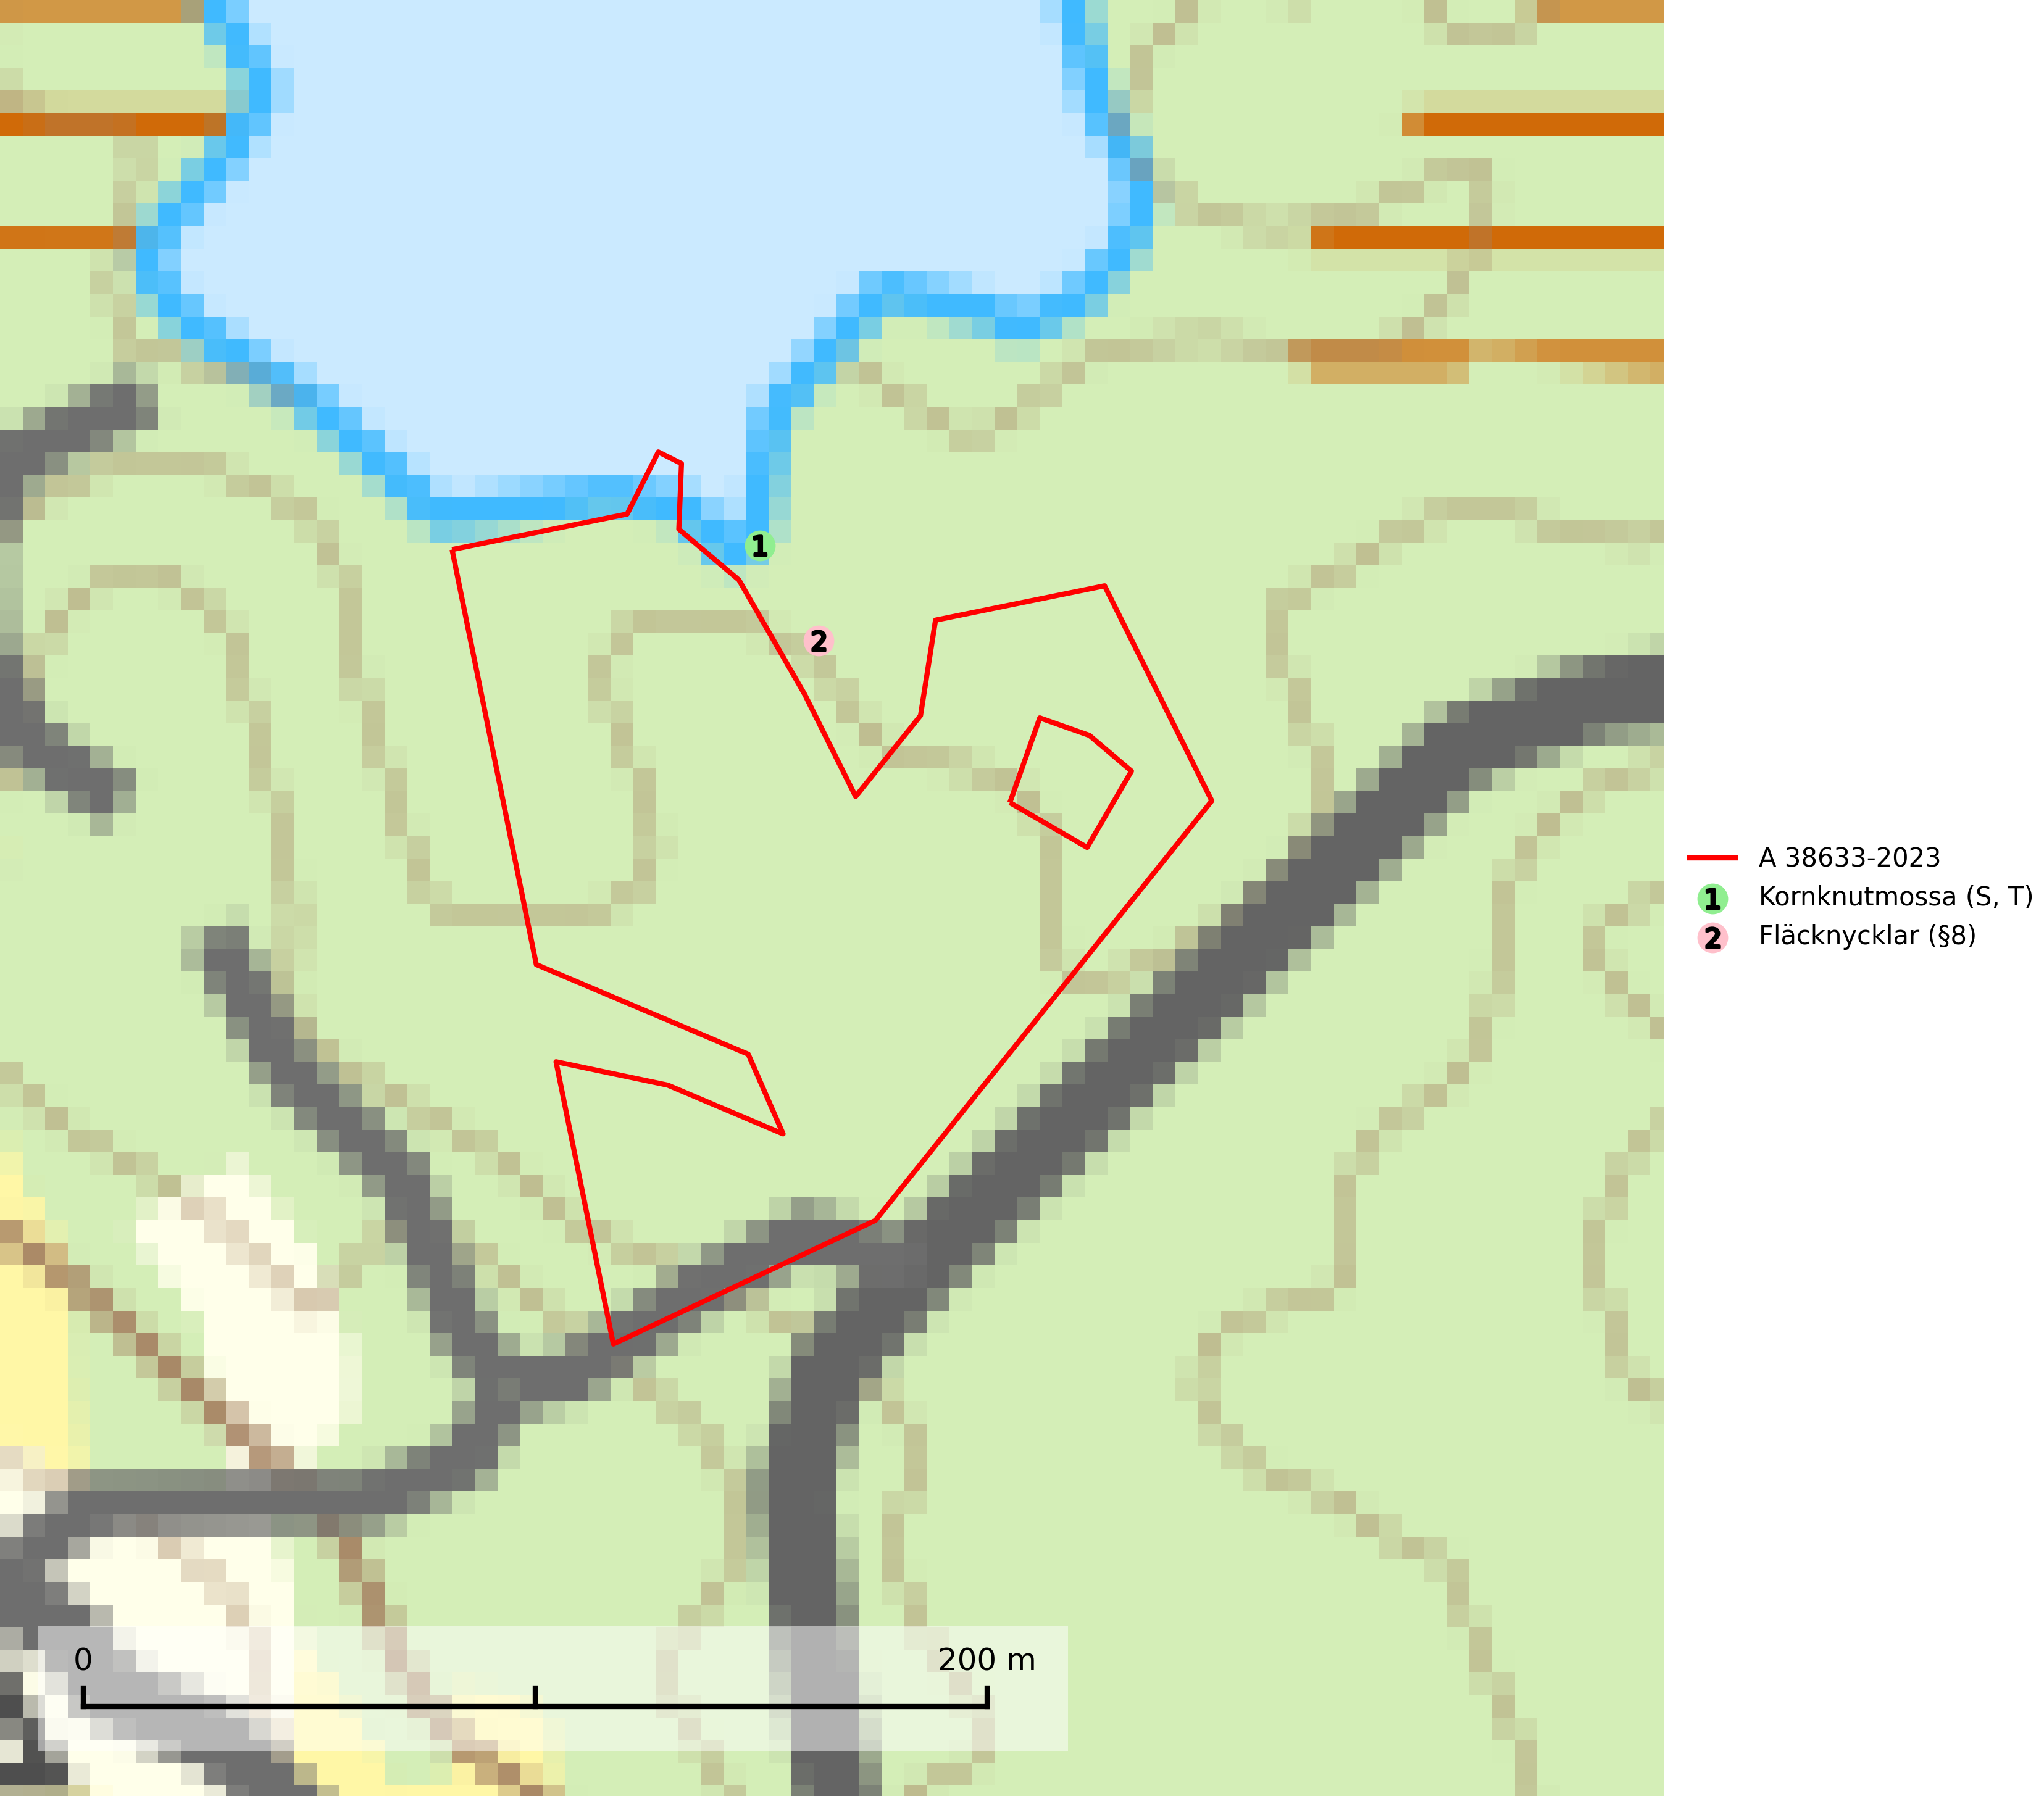 1
2
A 38633-2023
1 Kornknutmossa (S, T)
2 Fläcknycklar (§8)
0 200 m